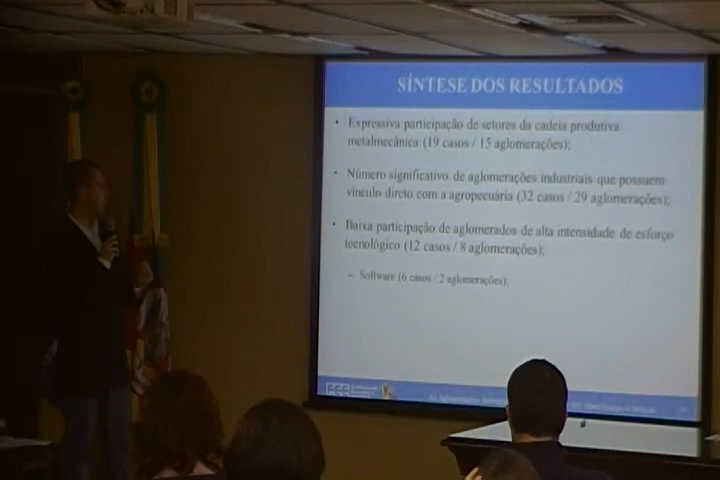 SÍNTESE DOS RESULTADOS
• Expressiva participação de setores da cadeia produtiva
metalmecânica (19 casos / 15 aglomerações);
• Número significativo de aglomerações industriais que possuem
vínculo direto com a agropecuária (32 casos / 29 aglomerações);
• Baixa participação de aglomerados de alta intensidade de esforço
tecnológico (12 casos / 8 aglomerações);
– Software (6 casos / 2 aglomerações);
FEE